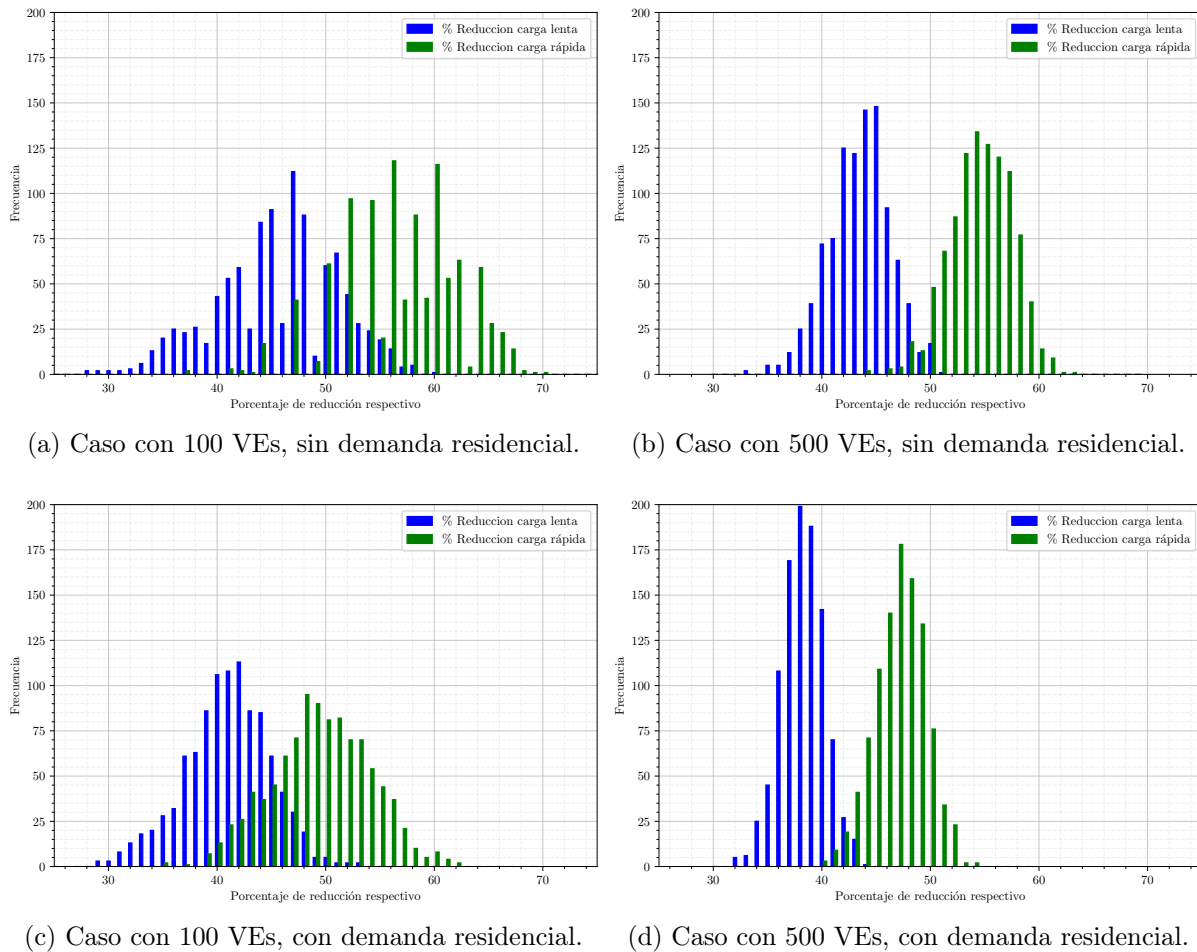 200
175
150
125
100
75
50
25
0
Frecuencia
% Reduccion carga lenta
% Reduccion carga rápida
30 40 50 60 70
Porcentaje de reducción respectivo
(a) Caso con 100 VEs, sin demanda residencial.
200
175
150
125
100
75
50
25
0
Frecuencia
% Reduccion carga lenta
% Reduccion carga rápida
30 40 50 60 70
Porcentaje de reducción respectivo
(b) Caso con 500 VEs, sin demanda residencial.
200
175
150
125
100
75
50
25
0
Frecuencia
% Reduccion carga lenta
% Reduccion carga rápida
30 40 50 60 70
Porcentaje de reducción respectivo
(c) Caso con 100 VEs, con demanda residencial.
200
175
150
125
100
75
50
25
0
Frecuencia
% Reduccion carga lenta
% Reduccion carga rápida
30 40 50 60 70
Porcentaje de reducción respectivo
(d) Caso con 500 VEs, con demanda residencial.